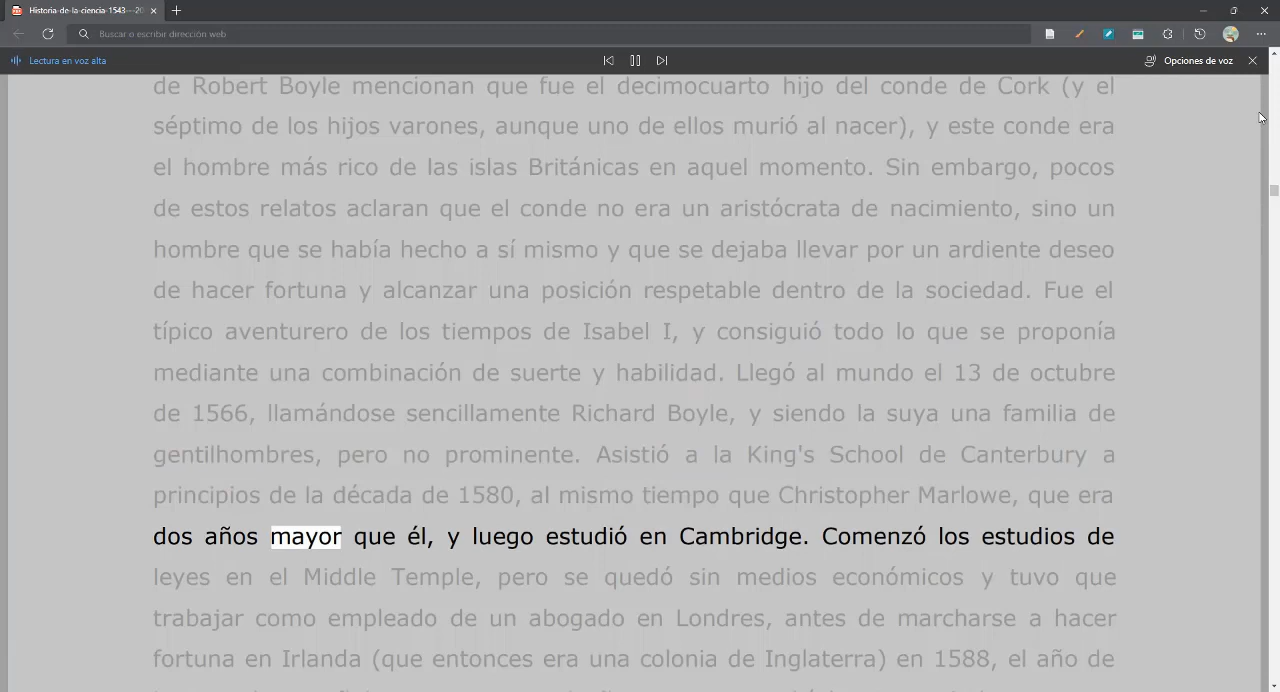 Historia-de-la-ciencia-1543---20
Buscar o escribir dirección web
Lectura en voz alta
Opciones de voz
de Robert Boyle mencionan que fue el decimocuarto hijo del conde de Cork (y el
séptimo de los hijos varones, aunque uno de ellos murió al nacer), y este conde era
el hombre más rico de las islas Británicas en aquel momento. Sin embargo, pocos
de estos relatos aclaran que el conde no era un aristócrata de nacimiento, sino un
hombre que se había hecho a sí mismo y que se dejaba llevar por un ardiente deseo
de hacer fortuna y alcanzar una posición respetable dentro de la sociedad. Fue el
típico aventurero de los tiempos de Isabel I, y consiguió todo lo que se proponía
mediante una combinación de suerte y habilidad. Llegó al mundo el 13 de octubre
de 1566, llamándose sencillamente Richard Boyle, y siendo la suya una familia de
gentilhombres, pero no prominente. Asistió a la King's School de Canterbury a
principios de la década de 1580, al mismo tiempo que Christopher Marlowe, que era
dos años mayor que él, y luego estudió en Cambridge. Comenzó los estudios de
leyes en el Middle Temple, pero se quedó sin medios económicos y tuvo que
trabajar como empleado de un abogado en Londres, antes de marcharse a hacer
fortuna en Irlanda (que entonces era una colonia de Inglaterra) en 1588, el año de